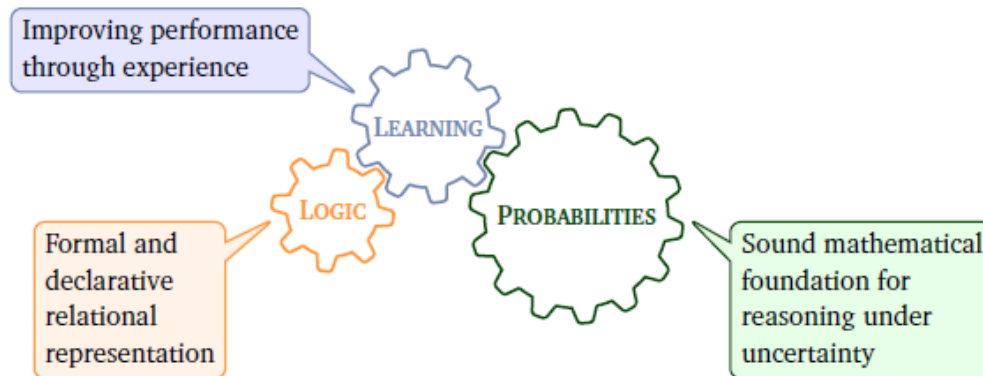 Improving performance
through experience
LEARNING
LOGIC
PROBABILITIES
Formal and
declarative
relational
representation
Sound mathematical
foundation for
reasoning under
uncertainty